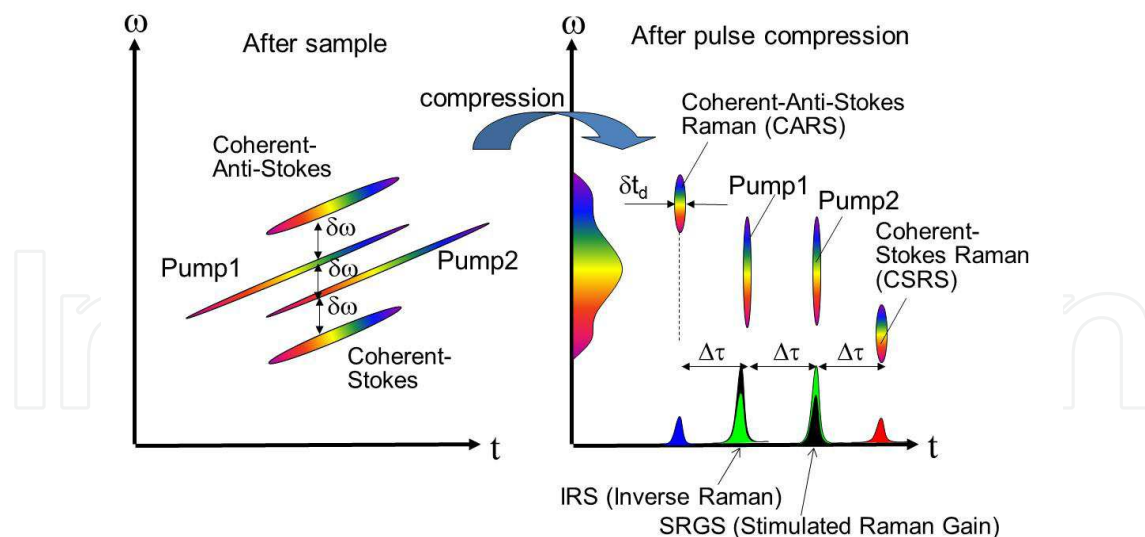 ω
After sample
Coherent-
Anti-Stokes
δω
Pump1
δω
Pump2
δω
Coherent-
Stokes
t
compression
ω
After pulse compression
Coherent-Anti-Stokes
Raman (CARS)
δt_d
Pump1
Pump2
Coherent-
Stokes Raman
(CSRS)
Δτ
Δτ
Δτ
t
IRS (Inverse Raman)
SRGS (Stimulated Raman Gain)